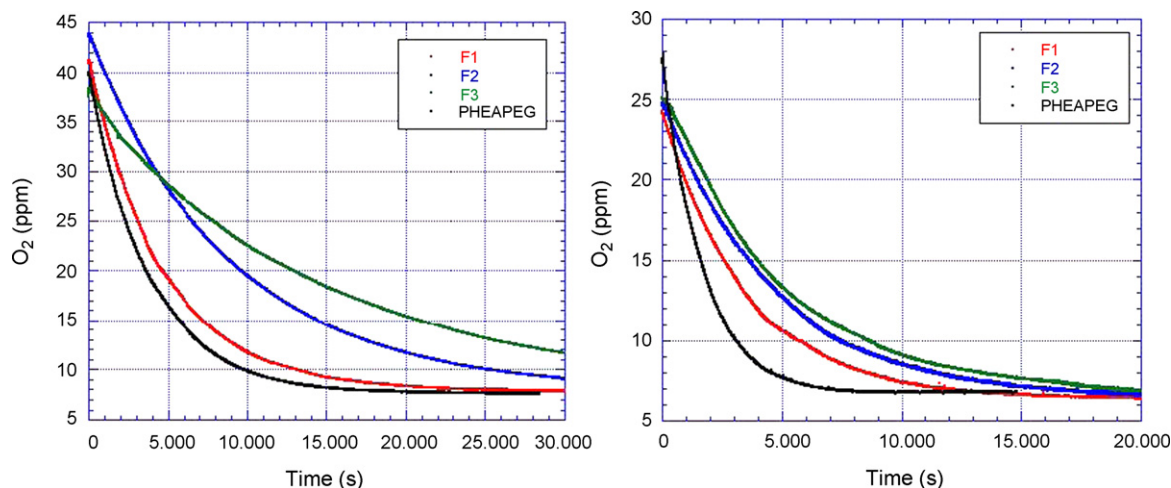 45
40
35
30
25
20
15
10
5
O2 (ppm)
F1
F2
F3
PHEAPEG
0 5.000 10.000 15.000 20.000 25.000 30.000
Time (s)
30
25
20
15
10
5
O2 (ppm)
F1
F2
F3
PHEAPEG
0 5.000 10.000 15.000 20.000
Time (s)